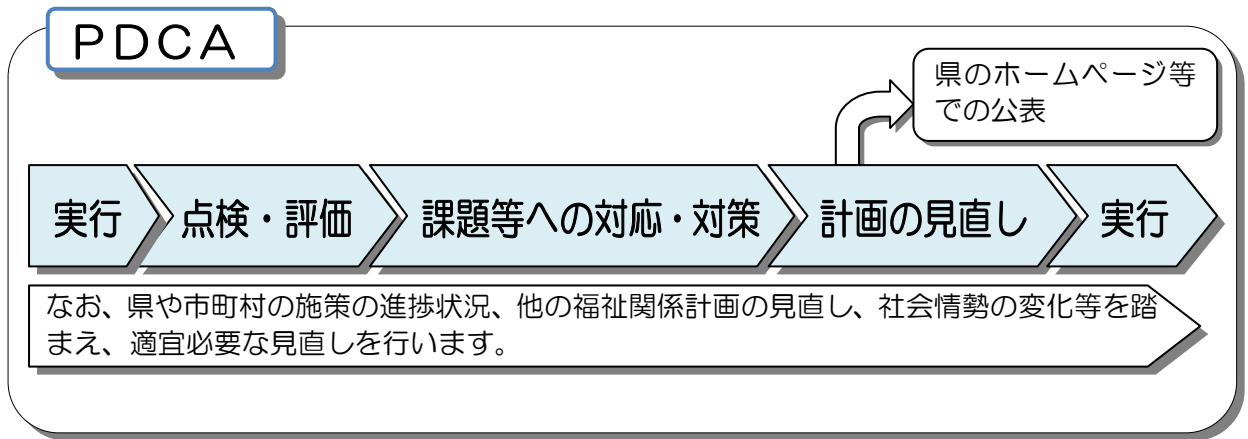 PDCA
県のホームページ等
での公表
実行
点検・評価
課題等への対応・対策
計画の見直し
実行
なお、県や市町村の施策の進捗状況、他の福祉関係計画の見直し、社会情勢の変化等を踏
まえ、適宜必要な見直しを行います。